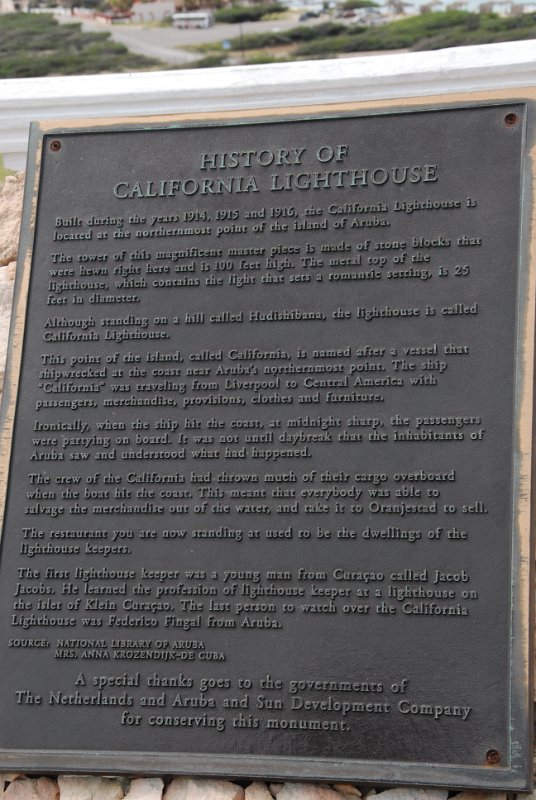 HISTORY OF
CALIFORNIA LIGHTHOUSE
Built during the years 1914, 1915 and 1916, the California Lighthouse is
located at the northernmost point of the island of Aruba.
The tower of this magnificent master piece is made of stone blocks that
were hewn right here and is 100 feet high. The metal top of the
lighthouse, which contains the light that sets a romantic setting, is 25
feet in diameter.
Although standing on a hill called Hudishibana, the lighthouse is called
California Lighthouse.
This point of the island, called California, is named after a vessel that
shipwrecked at the coast near Aruba's northernmost point. The ship
"California" was traveling from Liverpool to Central America with
passengers, merchandise, provisions, clothes and furniture.
Ironically, when the ship hit the coast, at midnight sharp, the passengers
were partying on board. It was not until daybreak that the inhabitants of
Aruba saw and understood what had happened.
The crew of the California had thrown much of their cargo overboard
when the boat hit the coast. This meant that everybody was able to
salvage the merchandise out of the water, and take it to Oranjestad to sell.
The restaurant you are now standing at used to be the dwellings of the
lighthouse keepers.
The first lighthouse keeper was a young man from Curaçao called Jacob
Jacobs. He learned the profession of lighthouse keeper at a lighthouse on
the islet of Klein Curaçao. The last person to watch over the California
Lighthouse was Federico Fingal from Aruba.
SOURCE: NATIONAL LIBRARY OF ARUBA
MRS. ANNA KROZENDIJK-DE CUBA
A special thanks goes to the governments of
The Netherlands and Aruba and Sun Development Company
for conserving this monument.